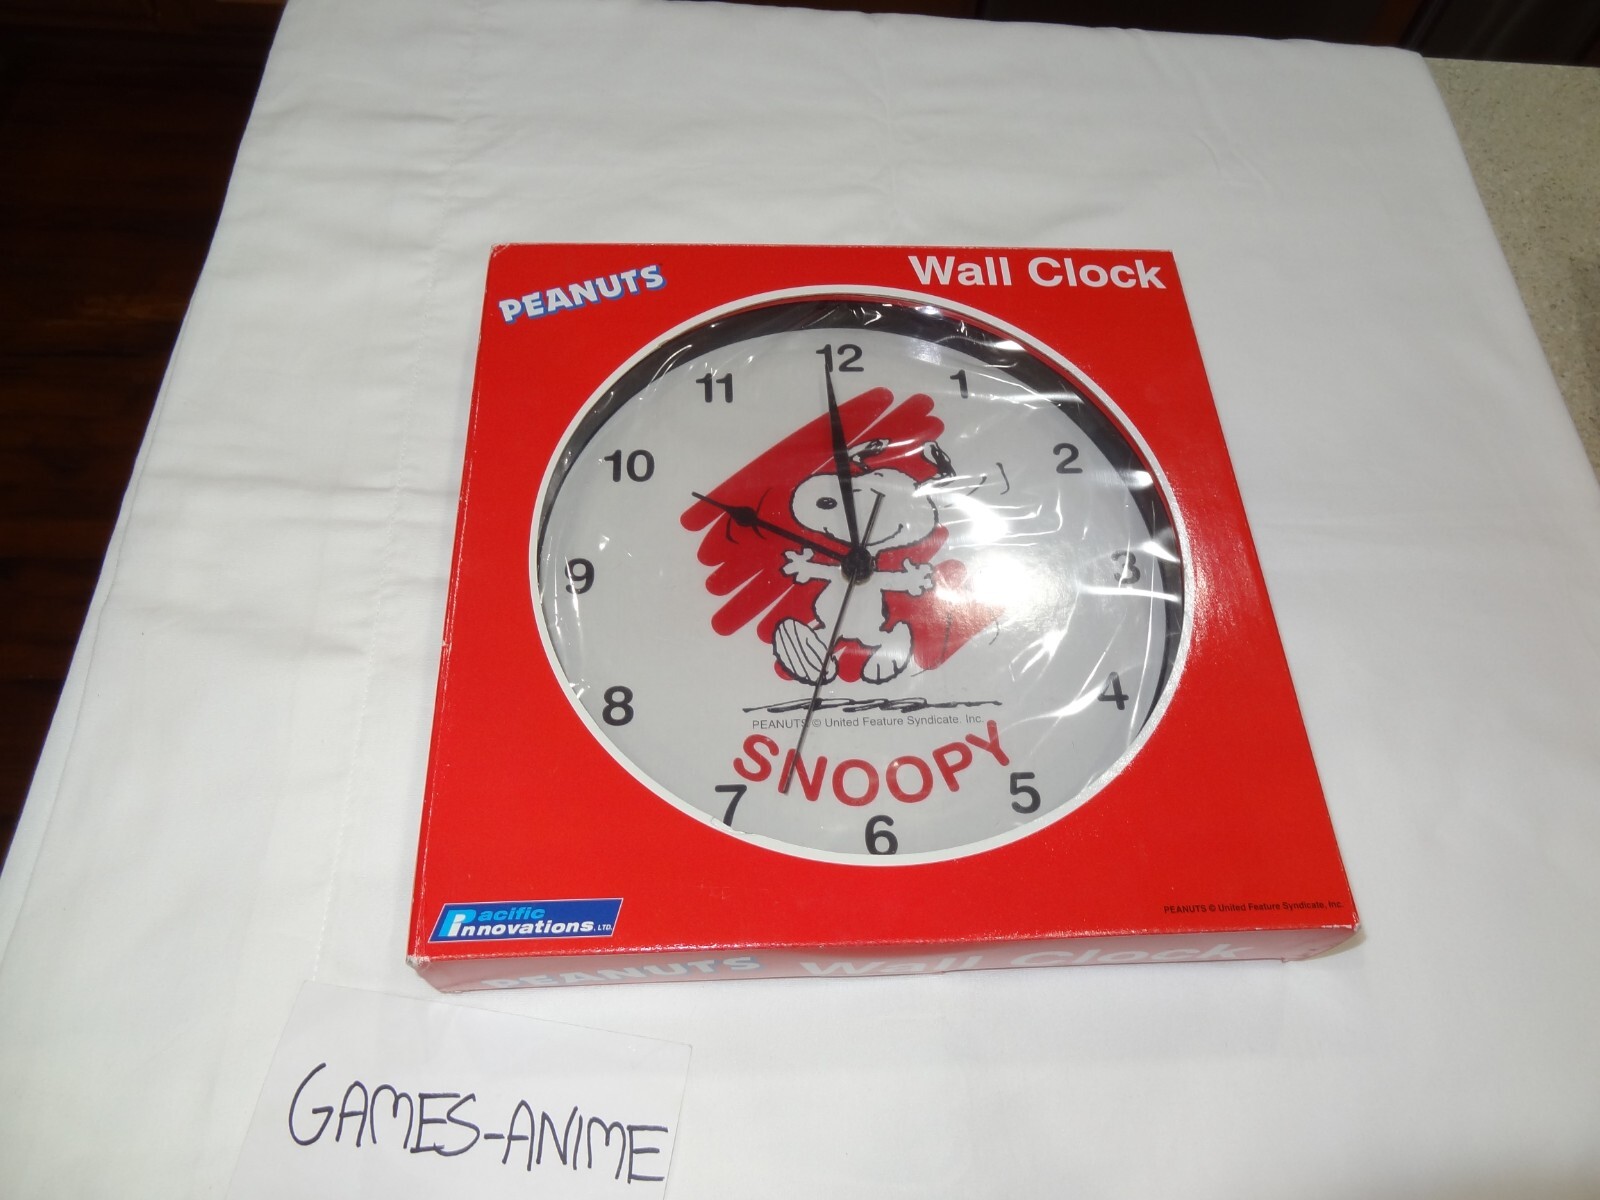 PEANUTS
Wall Clock
12
11
1
10
2
9
3
8
4
PEANUTS © United Feature Syndicate. Inc.
SNOOPY
7
5
6
Pacific
Innovations, LTD.
PEANUTS © United Feature Syndicate, Inc.
PEANUTS Wall Clock
GAMES-ANIME